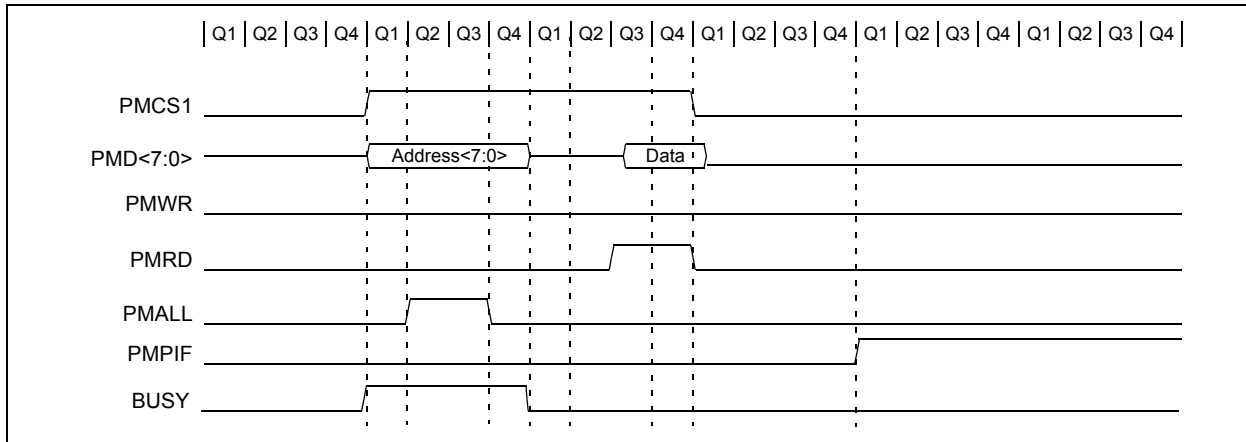 Q1 Q2 Q3 Q4 Q1 Q2 Q3 Q4 Q1 Q2 Q3 Q4 Q1 Q2 Q3 Q4 Q1 Q2 Q3 Q4 Q1 Q2 Q3 Q4
PMCS1
PMD<7:0> Address<7:0> Data
PMWR
PMRD
PMALL
PMPIF
BUSY